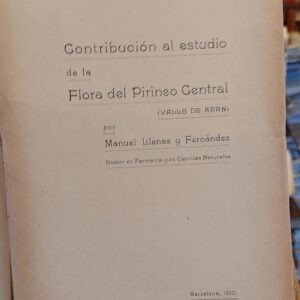 Contribución al estudio
de la
Flora del Pirineo Central
(VALLE DE ARAN)
por
Manuel Llenas y Fernández
Doctor en Farmacia y en Ciencias Naturales
Barcelona, 1912.